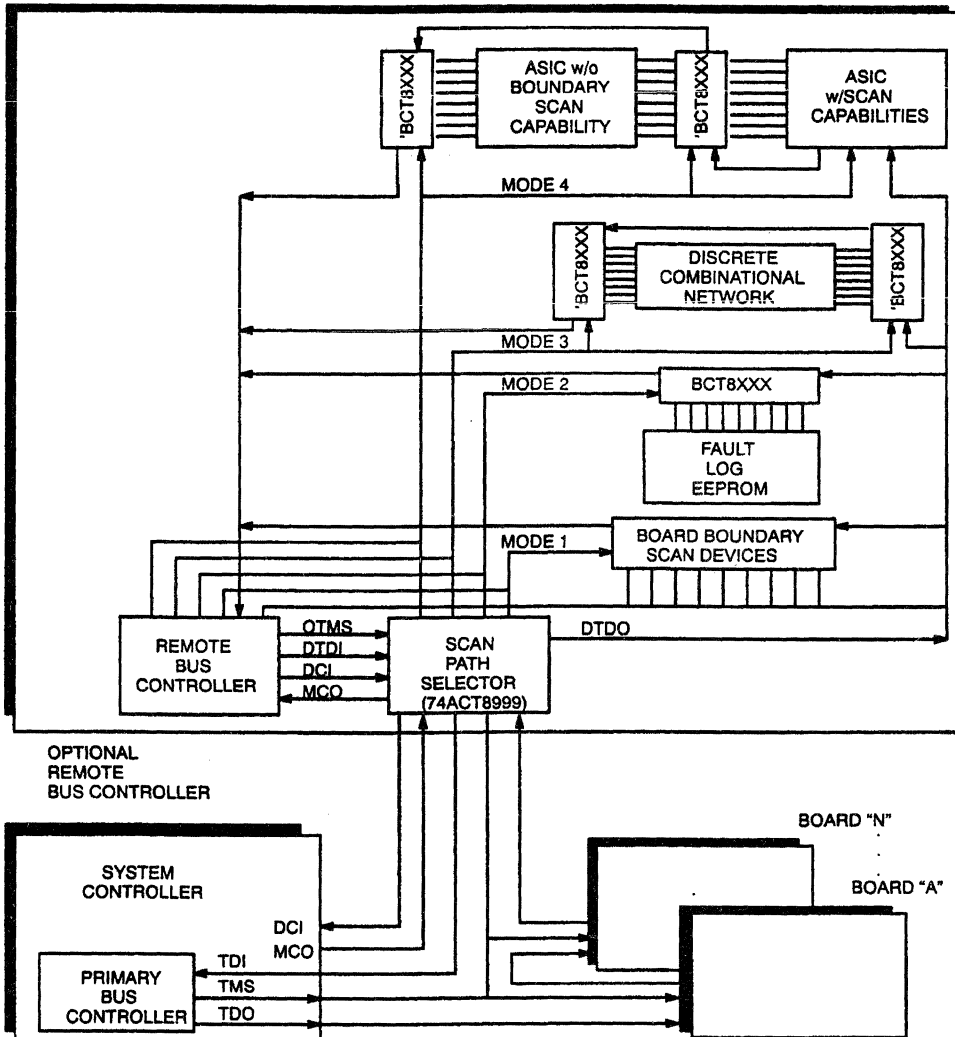 'BCT8XXX
ASIC w/o
BOUNDARY
SCAN
CAPABILITY
'BCT8XXX
ASIC
w/SCAN
CAPABILITIES
MODE 4
'BCT8XXX
DISCRETE
COMBINATIONAL
NETWORK
'BCT8XXX
MODE 3
MODE 2
BCT8XXX
FAULT
LOG
EEPROM
MODE 1
BOARD BOUNDARY
SCAN DEVICES
REMOTE
BUS
CONTROLLER
OTMS
DTDI
DCI
MCO
SCAN
PATH
SELECTOR
(74ACT8999)
DTDO
OPTIONAL
REMOTE
BUS CONTROLLER
SYSTEM
CONTROLLER
DCI
MCO
PRIMARY
BUS
CONTROLLER
TDI
TMS
TDO
BOARD "N"
BOARD "A"